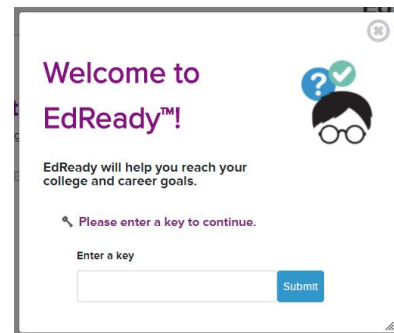 Welcome to
EdReady™!
EdReady will help you reach your
college and career goals.
Please enter a key to continue.
Enter a key
Submit